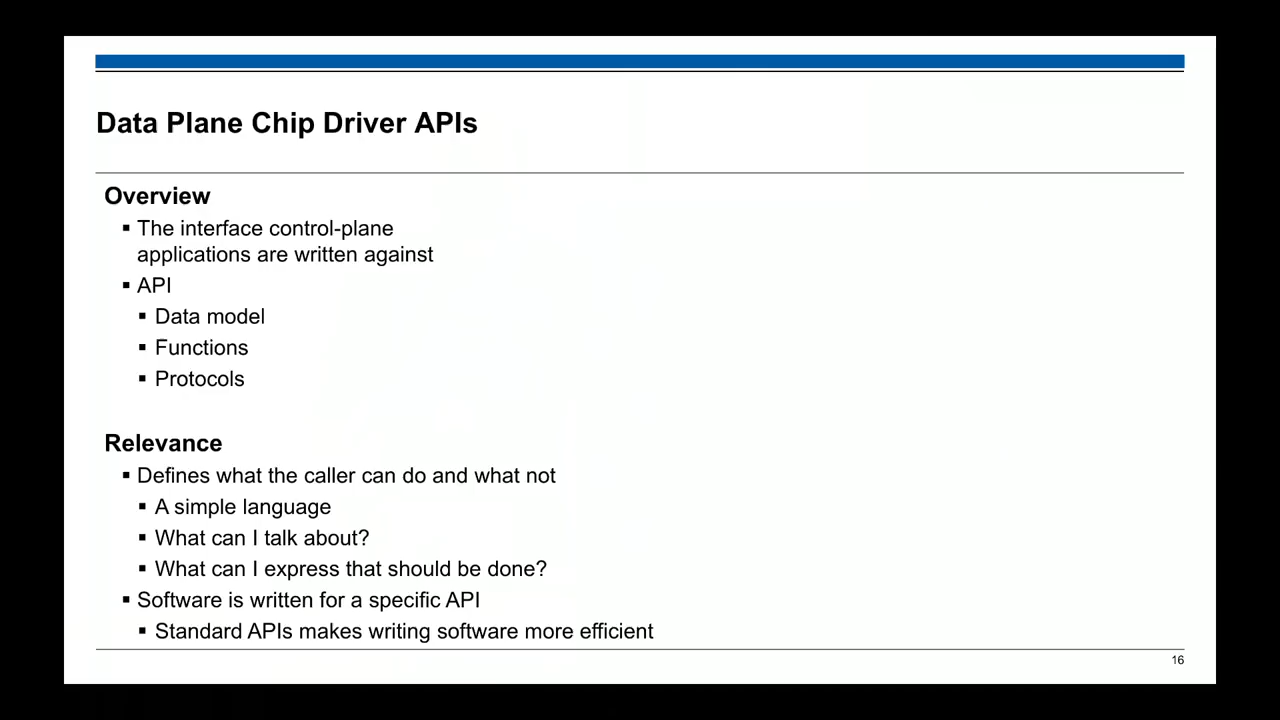 Data Plane Chip Driver APIs
Overview
▪ The interface control-plane
applications are written against
▪ API
▪ Data model
▪ Functions
▪ Protocols
Relevance
▪ Defines what the caller can do and what not
▪ A simple language
▪ What can I talk about?
▪ What can I express that should be done?
▪ Software is written for a specific API
▪ Standard APIs makes writing software more efficient
16